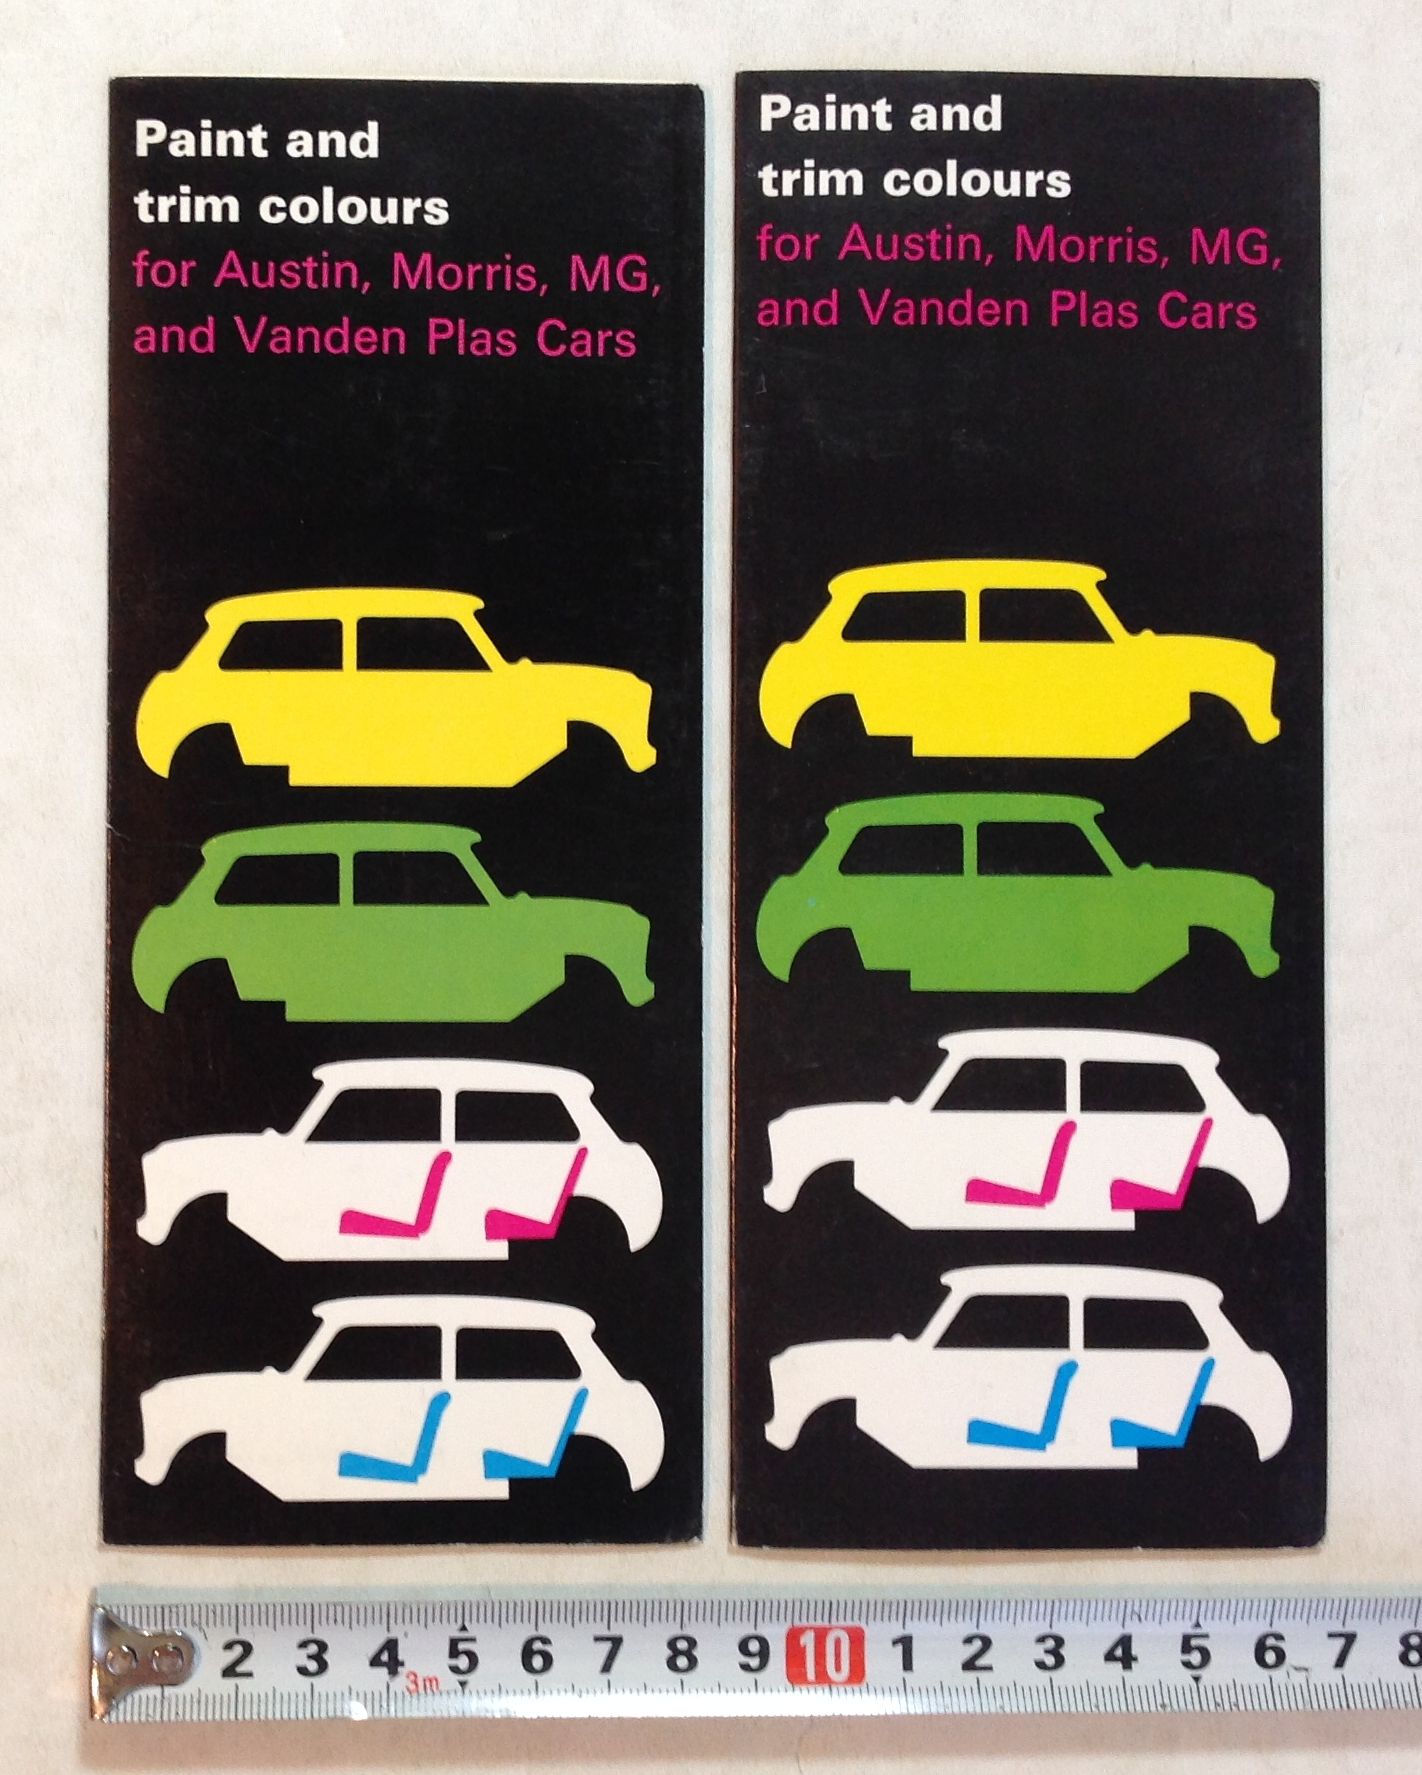 Paint and
trim colours
for Austin, Morris, MG,
and Vanden Plas Cars
Paint and
trim colours
for Austin, Morris, MG,
and Vanden Plas Cars
2 3 4 5 6 7 8 9 10 1 2 3 4 5 6 7 8
3m